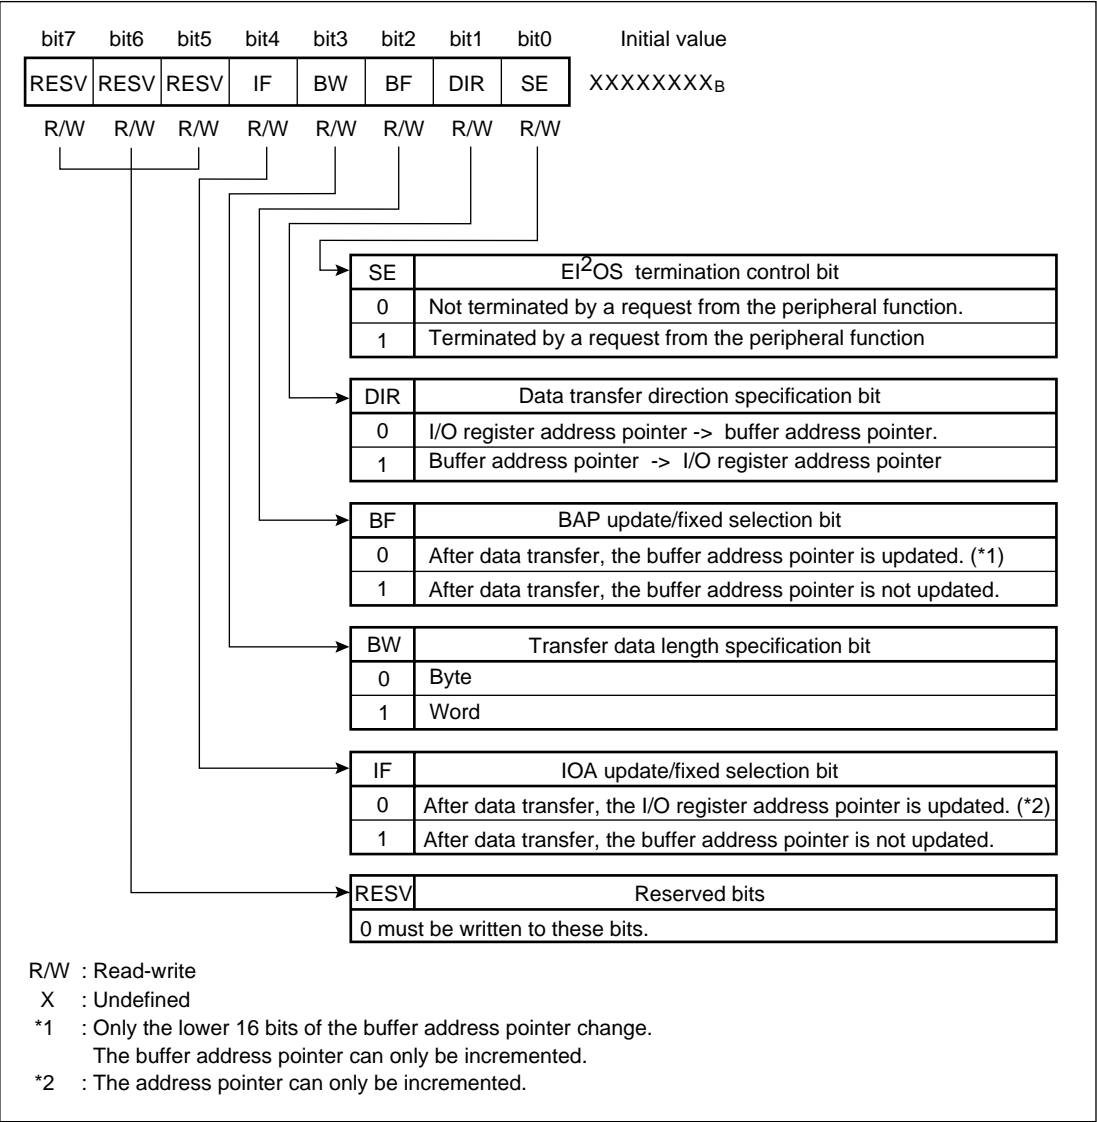 bit7 bit6 bit5 bit4 bit3 bit2 bit1 bit0 Initial value
RESV RESV RESV IF BW BF DIR SE XXXXXXXXB
R/W R/W R/W R/W R/W R/W R/W R/W
SE EI2OS termination control bit
0 Not terminated by a request from the peripheral function.
1 Terminated by a request from the peripheral function
DIR Data transfer direction specification bit
0 I/O register address pointer -> buffer address pointer.
1 Buffer address pointer -> I/O register address pointer
BF BAP update/fixed selection bit
0 After data transfer, the buffer address pointer is updated. (*1)
1 After data transfer, the buffer address pointer is not updated.
BW Transfer data length specification bit
0 Byte
1 Word
IF IOA update/fixed selection bit
0 After data transfer, the I/O register address pointer is updated. (*2)
1 After data transfer, the buffer address pointer is not updated.
RESV Reserved bits
0 must be written to these bits.
R/W : Read-write
X : Undefined
*1 : Only the lower 16 bits of the buffer address pointer change.
The buffer address pointer can only be incremented.
*2 : The address pointer can only be incremented.